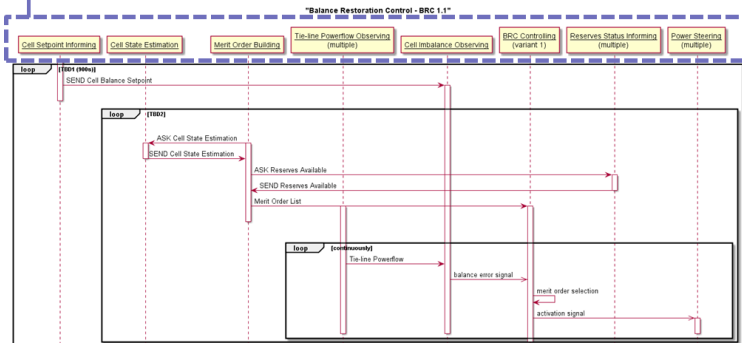 "Balance Restoration Control - BRC 1.1"
Cell Setpoint Informing
Cell State Estimation
Merit Order Building
Tie-line Powerflow Observing
(multiple)
Cell Imbalance Observing
BRC Controlling
(variant 1)
Reserves Status Informing
(multiple)
Power Steering
(multiple)
loop [TBD1 (900s)]
SEND Cell Balance Setpoint
loop [TBD2]
ASK Cell State Estimation
SEND Cell State Estimation
ASK Reserves Available
SEND Reserves Available
Merit Order List
loop [continuously]
Tie-line Powerflow
balance error signal
merit order selection
activation signal